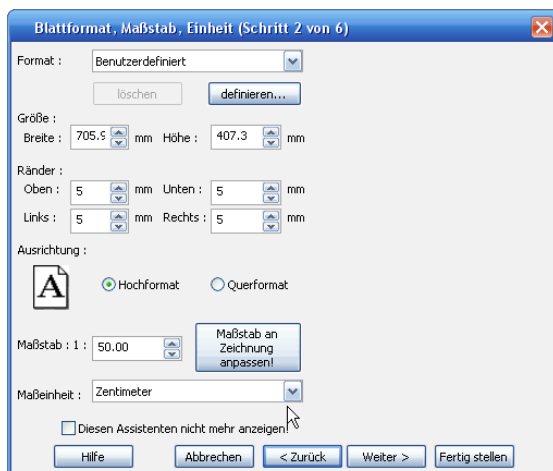 Blattformat, Maßstab, Einheit (Schritt 2 von 6)
Format : Benutzerdefiniert
löschen definieren...
Größe :
Breite : 705.9 mm Höhe : 407.3 mm
Ränder :
Oben : 5 mm Unten : 5 mm
Links : 5 mm Rechts : 5 mm
Ausrichtung :
A Hochformat Querformat
Maßstab : 1 : 50.00 Maßstab an
Zeichnung
anpassen!
Maßeinheit : Zentimeter
Diesen Assistenten nicht mehr anzeigen!
Hilfe Abbrechen < Zurück Weiter > Fertig stellen